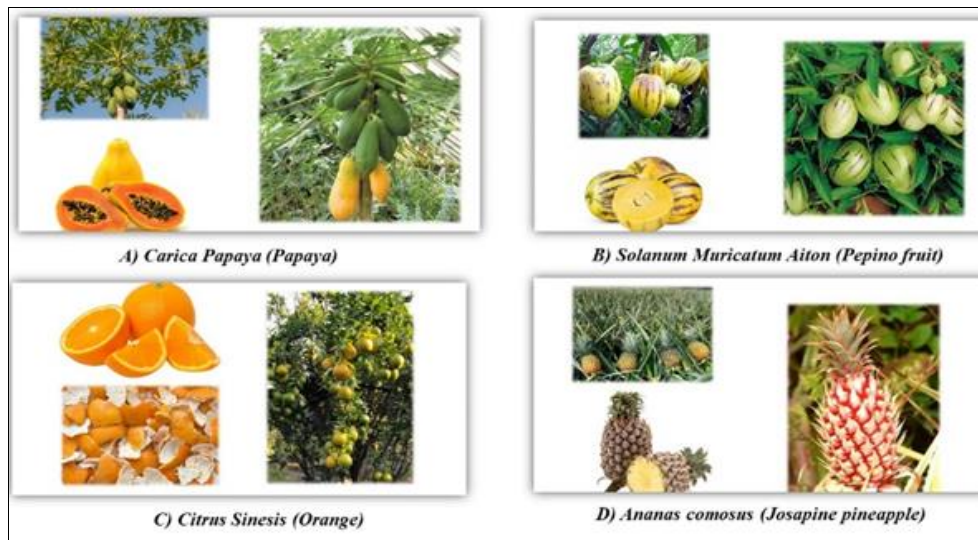 A) Carica Papaya (Papaya)
B) Solanum Muricatum Aiton (Pepino fruit)
C) Citrus Sinesis (Orange)
D) Ananas comosus (Josapine pineapple)